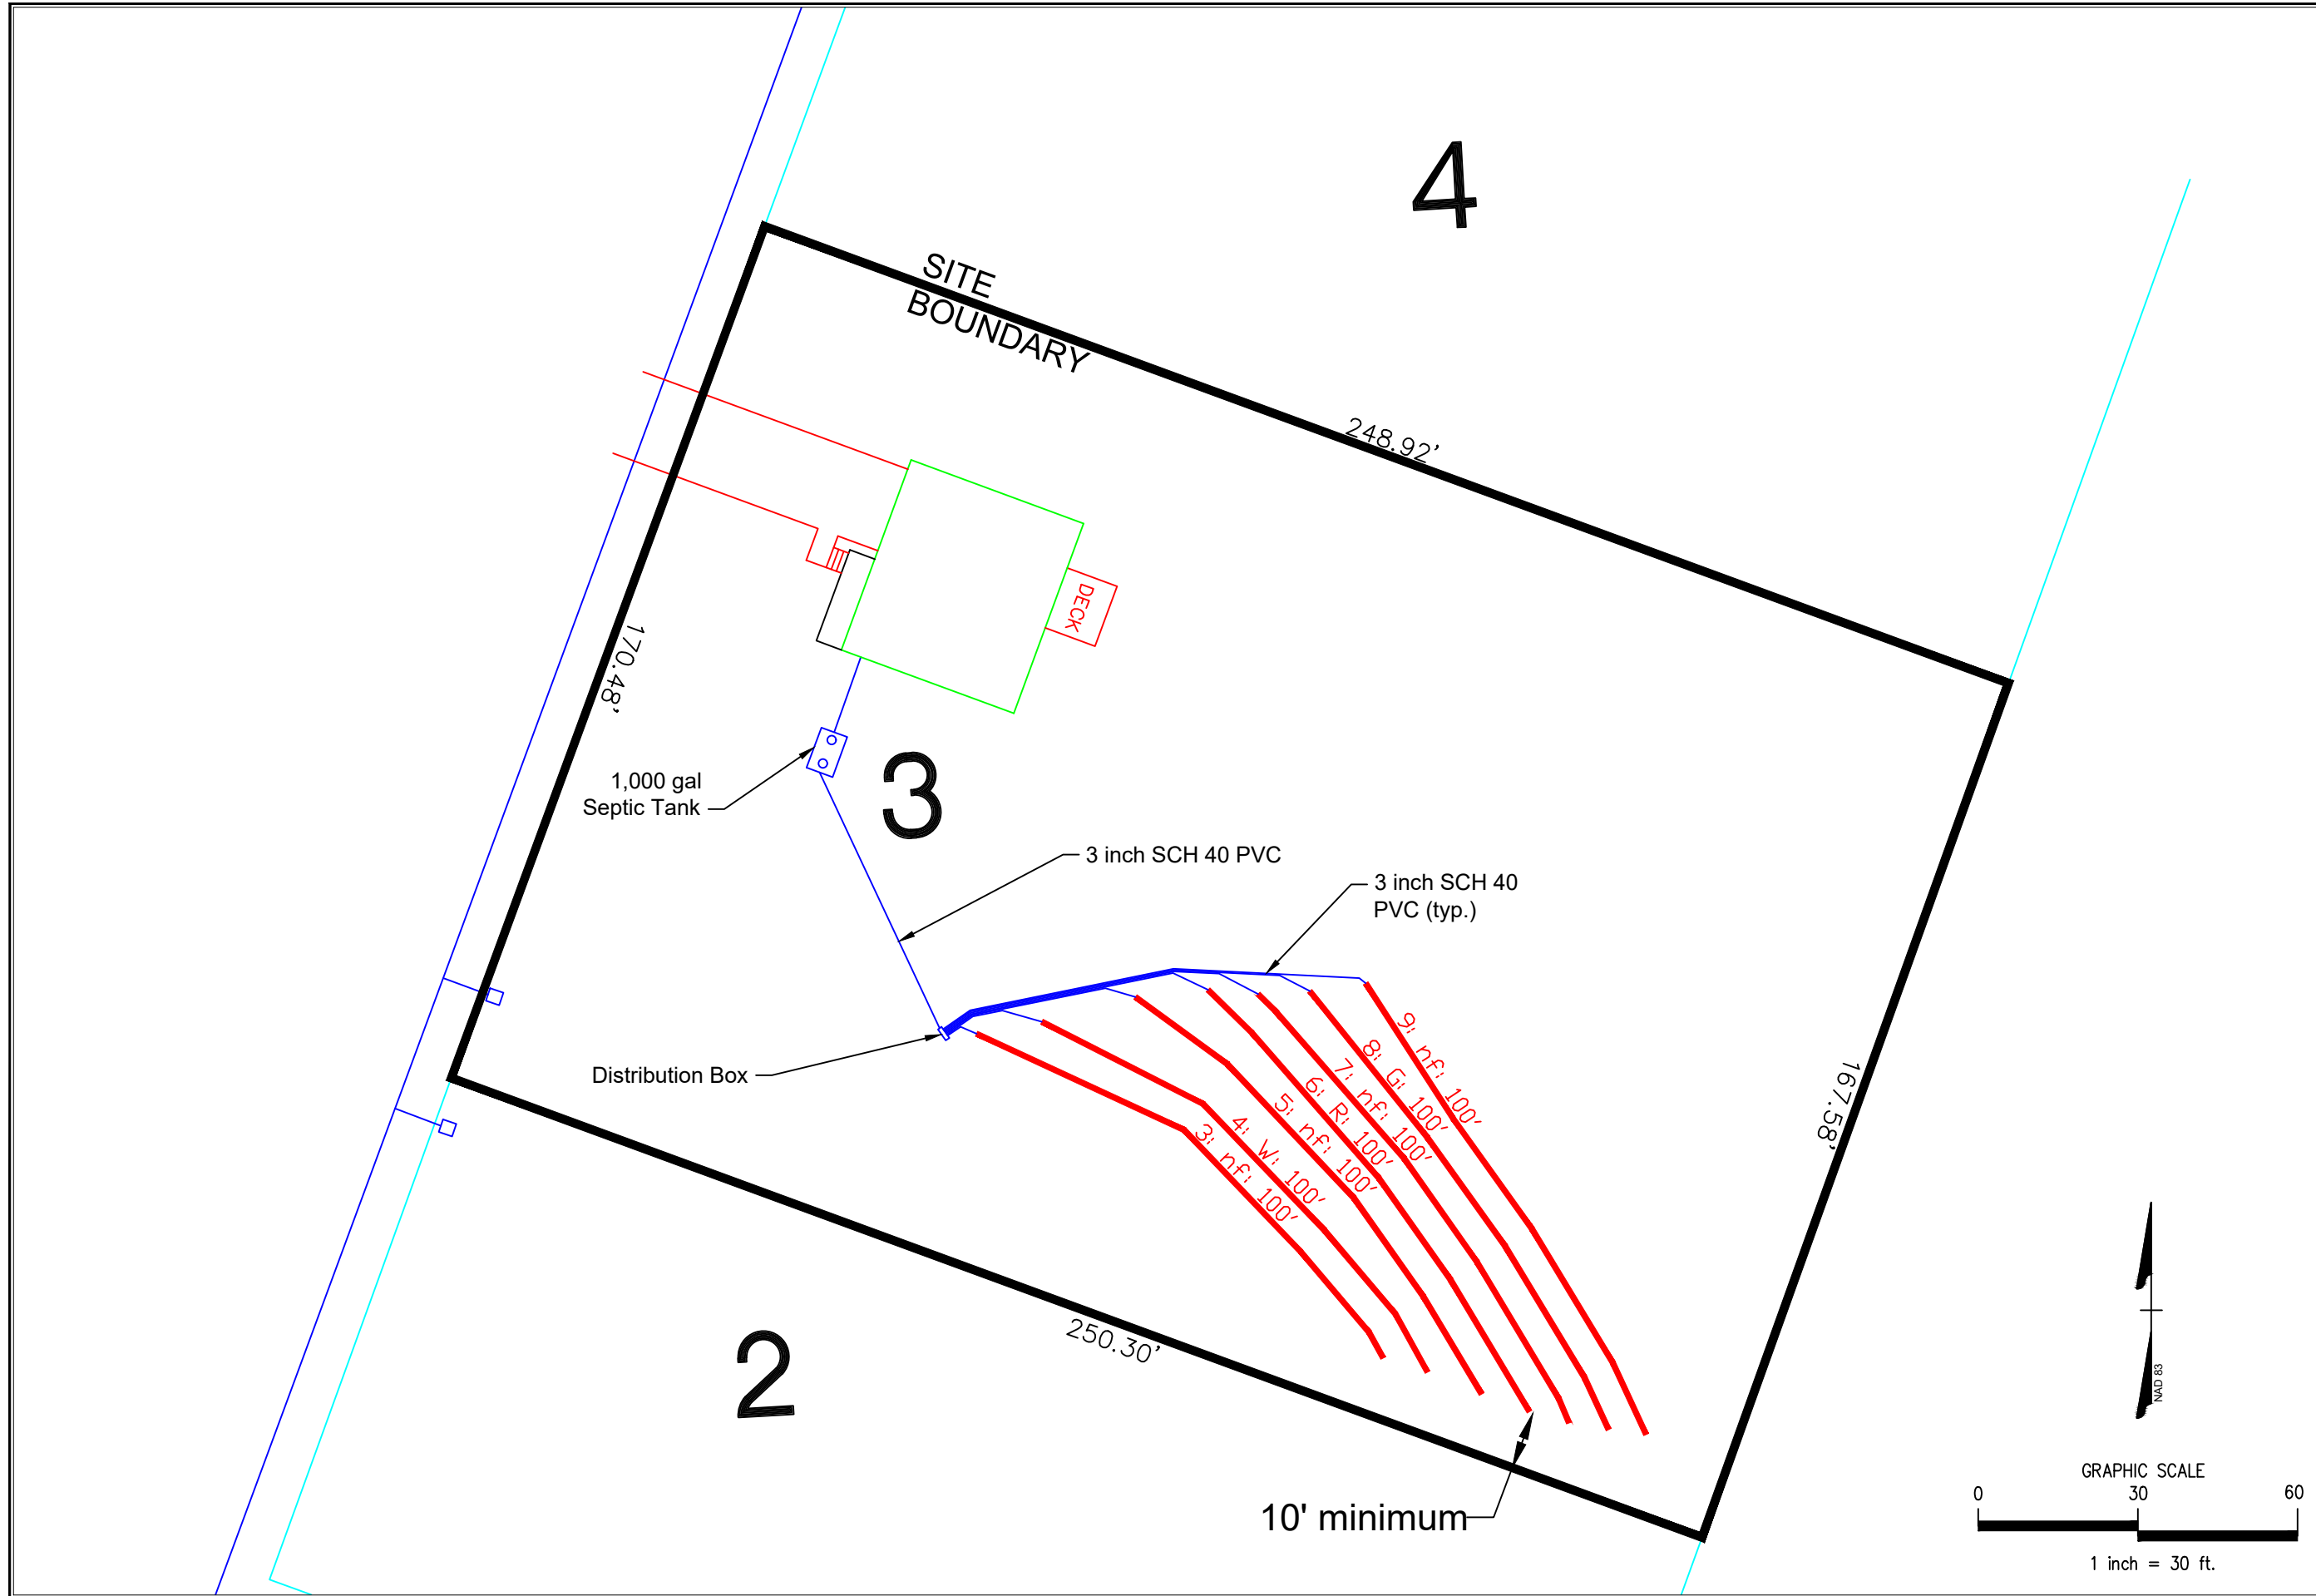 4
SITE
BOUNDARY
248.92'
DECK
170.48'
1,000 gal
Septic Tank
3
3 inch SCH 40 PVC
3 inch SCH 40
PVC (typ.)
Distribution Box
9: nf: 100'
8: G: 100'
7: nf: 100'
6: R: 100'
5: nf: 100'
4: W: 100'
3: nf: 100'
167.58'
250.30'
2
10' minimum
NAD 83
GRAPHIC SCALE
0 30 60
1 inch = 30 ft.